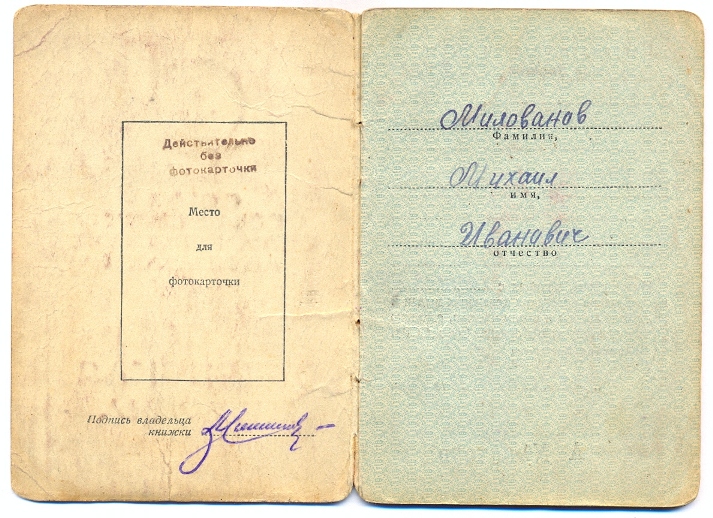 Действительно
без
фотокарточки
Место
для
фотокарточки
Подпись владельца
книжки
Милованов
Фамилия,
Михаил
имя,
Иванович
отчество